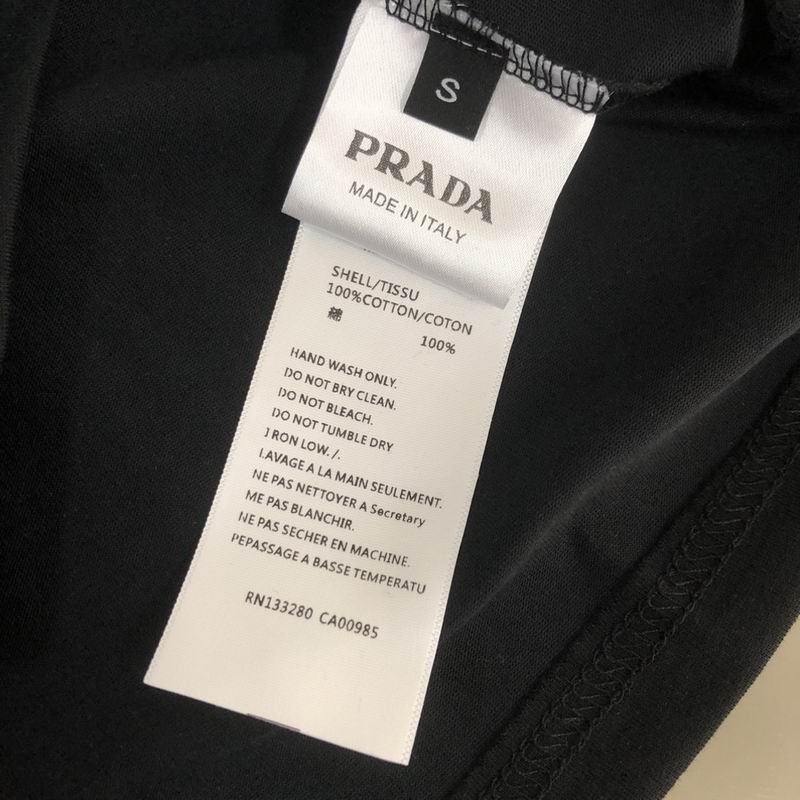 S
PRADA
MADE IN ITALY
SHELL/TISSU
100%COTTON/COTON
棉
100%
HAND WASH ONLY.
DO NOT BRY CLEAN.
DO NOT BLEACH.
DO NOT TUMBLE DRY
I RON LOW. /.
LAVAGE A LA MAIN SEULEMENT.
NE PAS NETTOYER A Secretary
ME PAS BLANCHIR.
NE PAS SECHER EN MACHINE.
PEPASSAGE A BASSE TEMPERATU
RN133280 CA00985